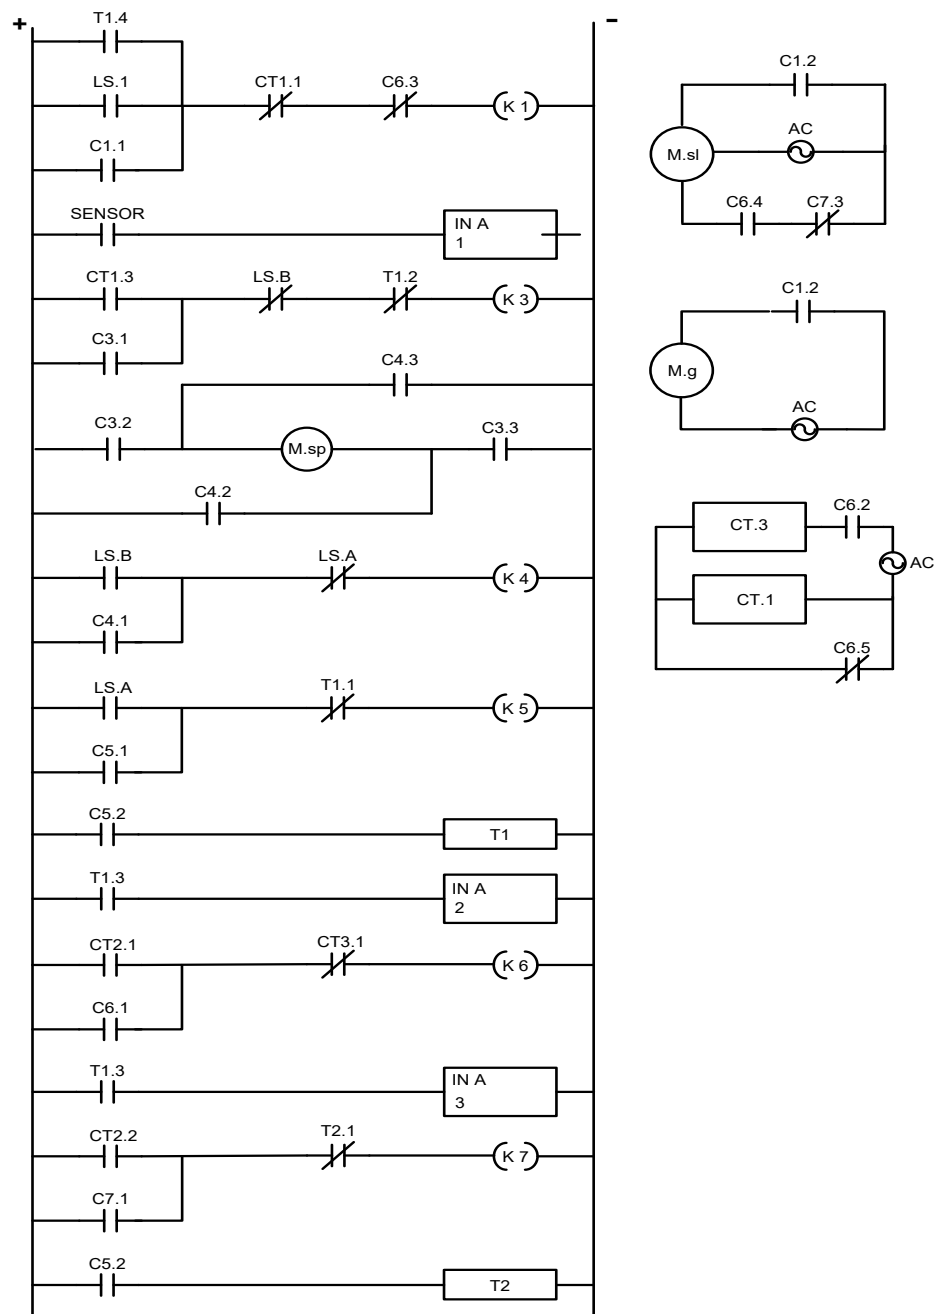 +
−
T1.4
LS.1
CT1.1
C6.3
K 1
C1.1
SENSOR
IN A
1
CT1.3
LS.B
T1.2
K 3
C3.1
C4.3
C3.2
M.sp
C3.3
C4.2
LS.B
LS.A
K 4
C4.1
LS.A
T1.1
K 5
C5.1
C5.2
T1
T1.3
IN A
2
CT2.1
CT3.1
K 6
C6.1
T1.3
IN A
3
CT2.2
T2.1
K 7
C7.1
C5.2
T2
C1.2
AC
M.sl
C6.4
C7.3
C1.2
M.g
AC
C6.2
CT.3
AC
CT.1
C6.5